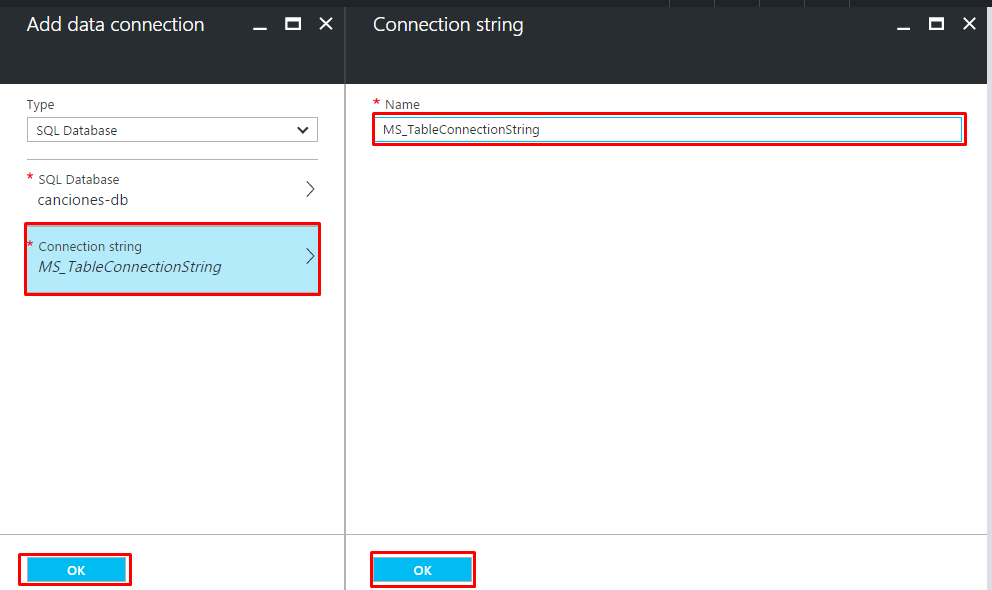 Add data connection
Type
SQL Database
* SQL Database
canciones-db
* Connection string
MS_TableConnectionString
OK
Connection string
* Name
MS_TableConnectionString
OK